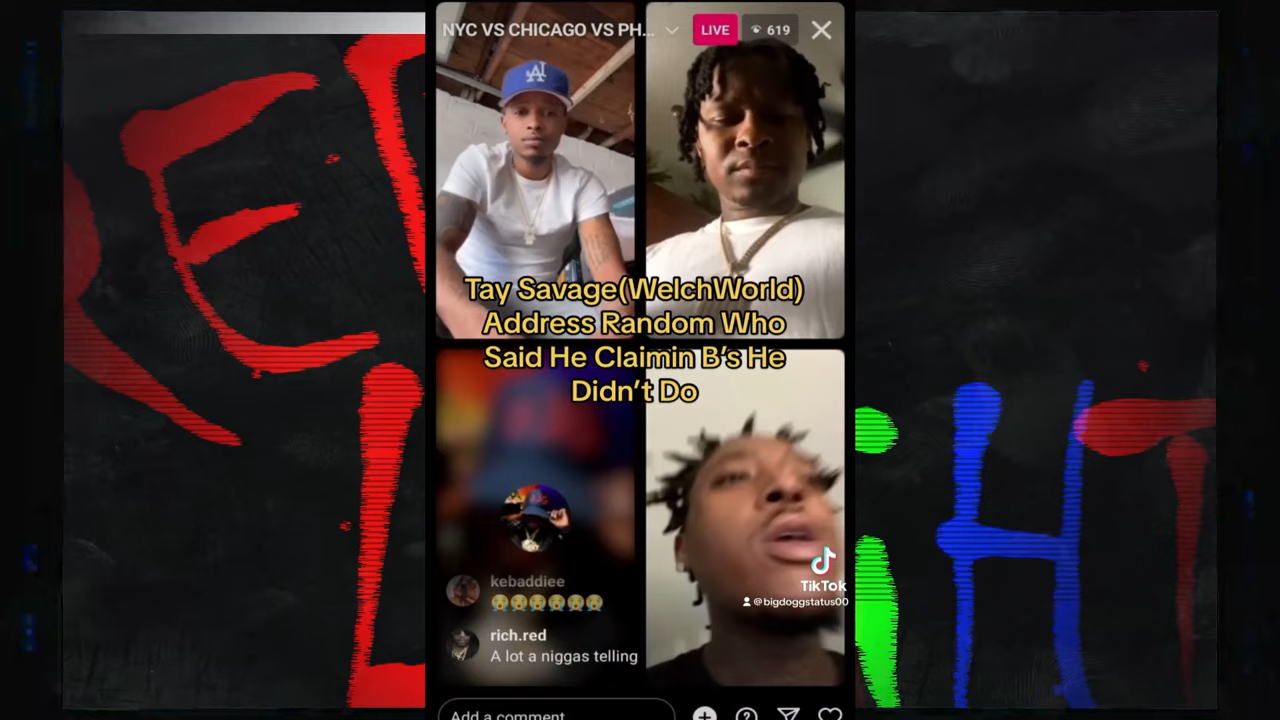 NYC VS CHICAGO VS PH...
LIVE
619
Tay Savage(WelchWorld)
Address Random Who
Said He Claimin B's He
Didn't Do
kebaddiee
rich.red
A lot a niggas telling
TikTok
@bigdoggstatus00
Add a comment